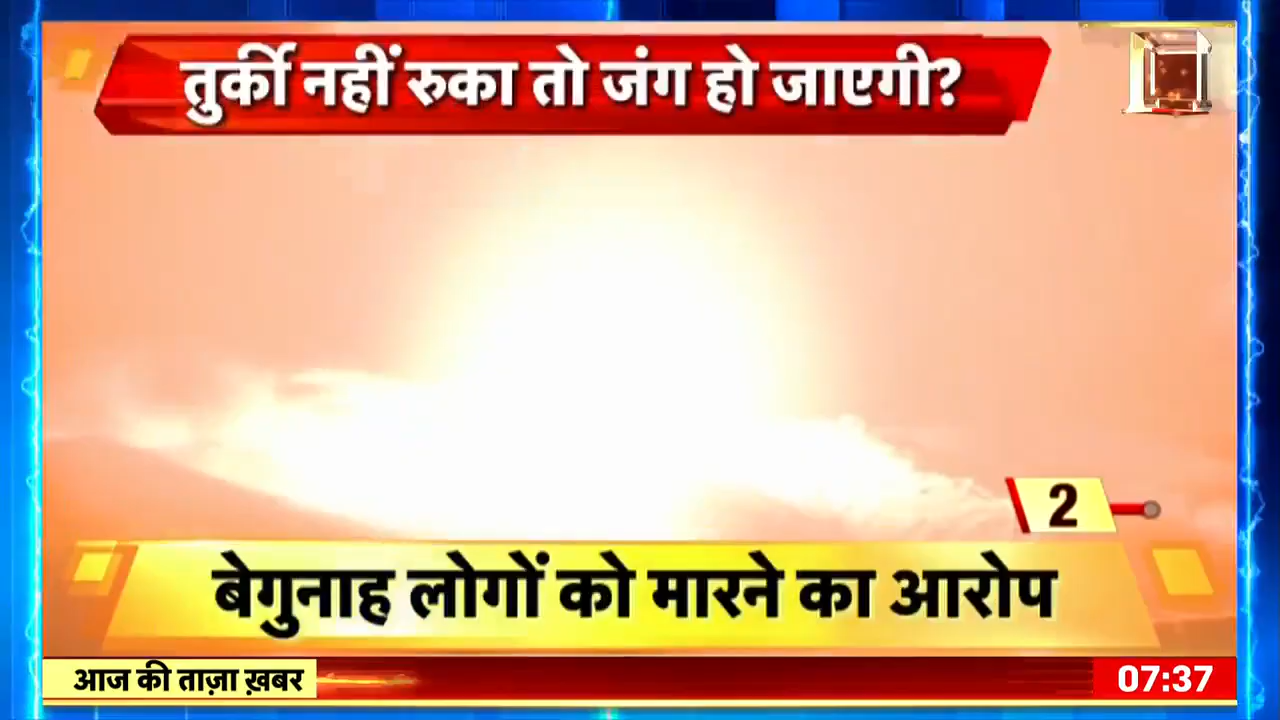 तुर्की नहीं रुका तो जंग हो जाएगी?
2
बेगुनाह लोगों को मारने का आरोप
आज की ताज़ा ख़बर
07:37